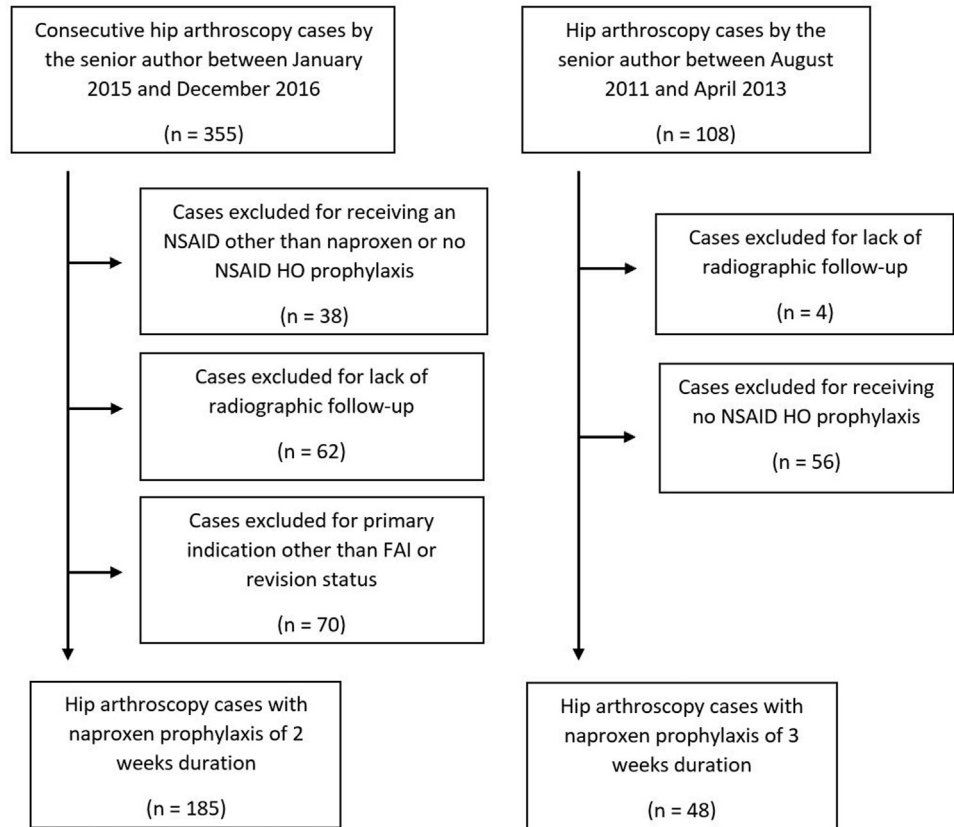 Consecutive hip arthroscopy cases by
the senior author between January
2015 and December 2016
(n = 355)
Cases excluded for receiving an
NSAID other than naproxen or no
NSAID HO prophylaxis
(n = 38)
Cases excluded for lack of
radiographic follow-up
(n = 62)
Cases excluded for primary
indication other than FAI or
revision status
(n = 70)
Hip arthroscopy cases with
naproxen prophylaxis of 2
weeks duration
(n = 185)
Hip arthroscopy cases by the
senior author between August
2011 and April 2013
(n = 108)
Cases excluded for lack of
radiographic follow-up
(n = 4)
Cases excluded for receiving
no NSAID HO prophylaxis
(n = 56)
Hip arthroscopy cases with
naproxen prophylaxis of 3
weeks duration
(n = 48)